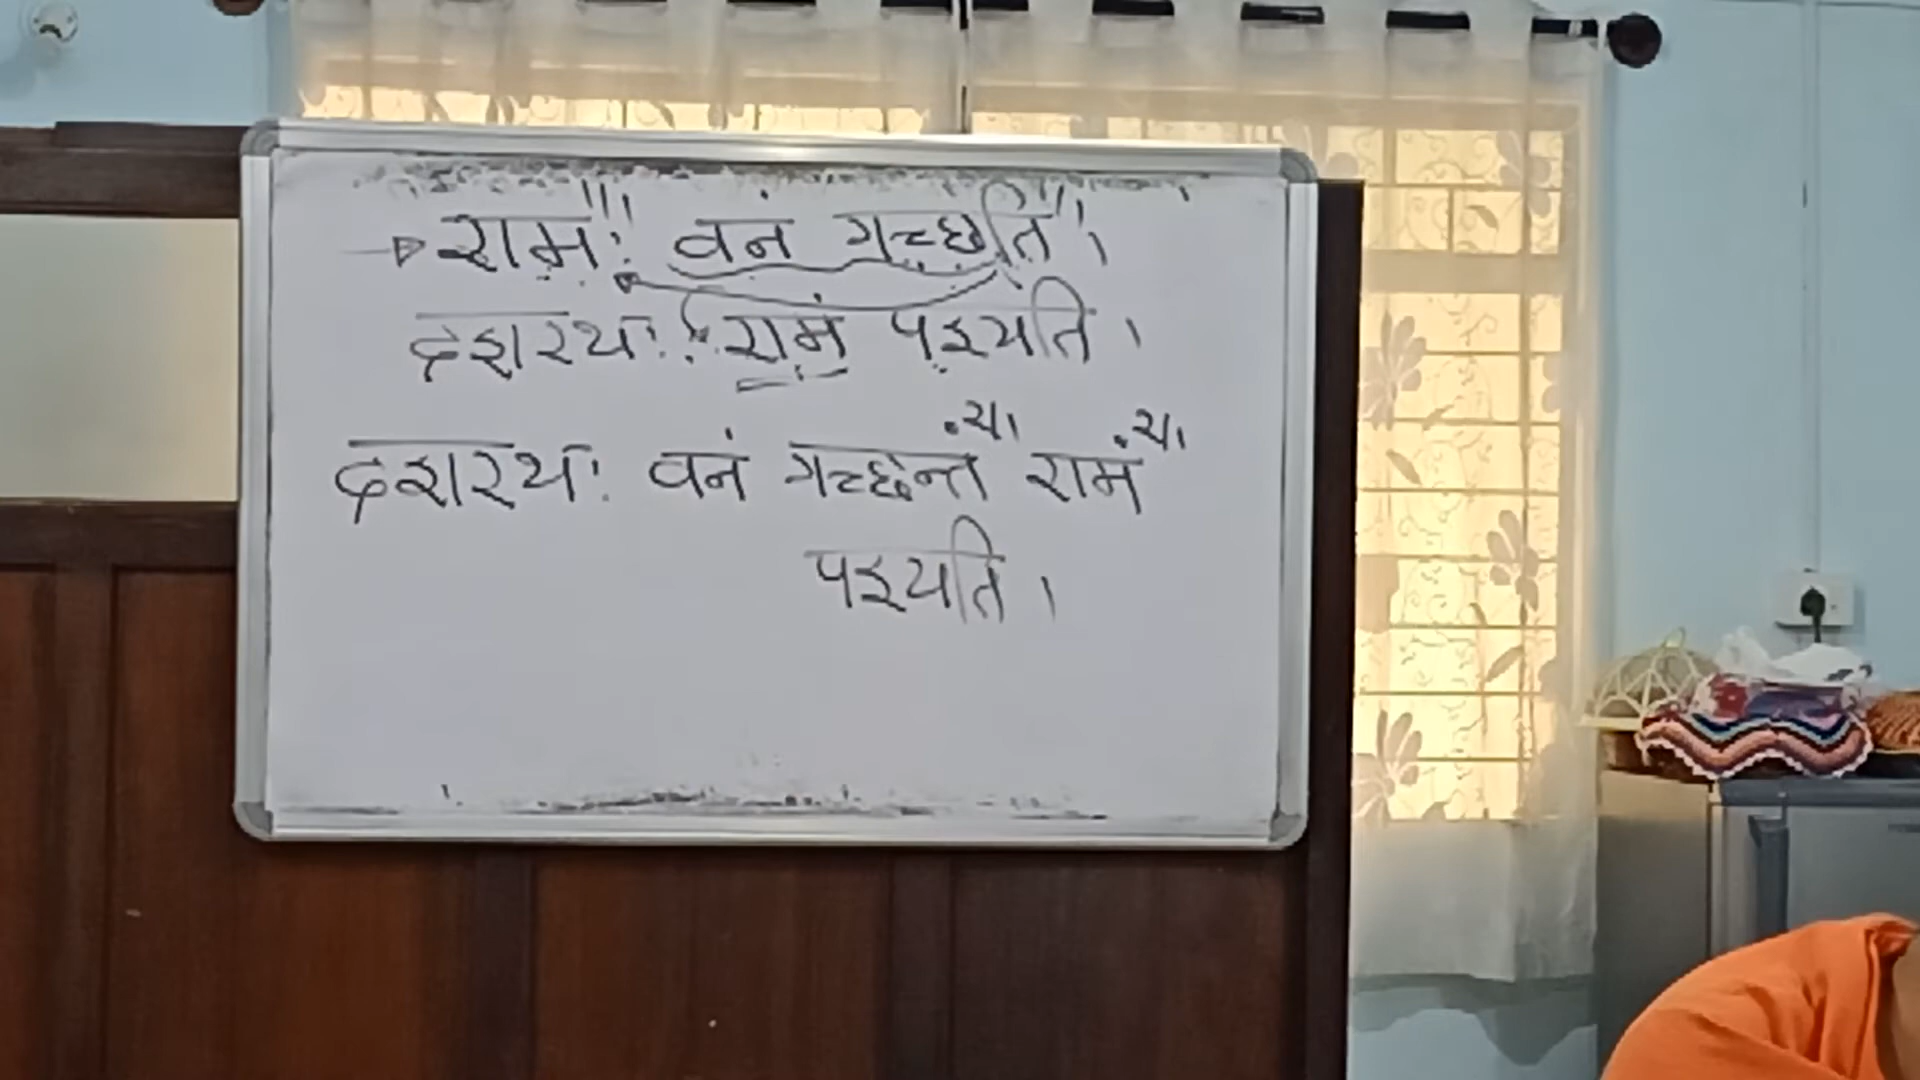 रामः वनं गच्छति ।
दशरथः रामं पश्यति ।
दशरथः वनं गच्छन्तं रामं
पश्यति ।